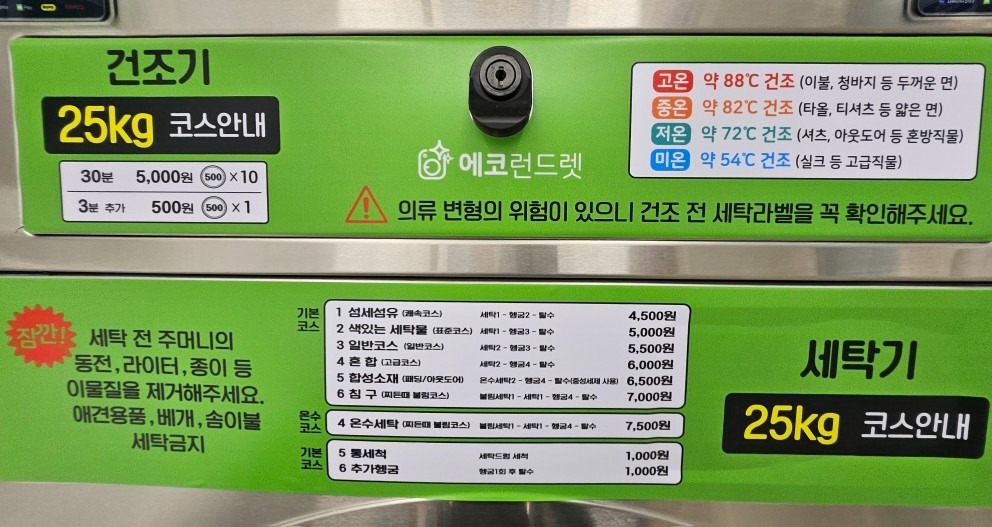 건조기
25kg 코스안내
30분 5,000원 500 ×10
3분 추가 500원 500 ×1
에코런드렛
고온 약 88℃ 건조 (이불, 청바지 등 두꺼운 면)
중온 약 82℃ 건조 (타올, 티셔츠 등 얇은 면)
저온 약 72℃ 건조 (셔츠, 아웃도어 등 혼방직물)
미온 약 54℃ 건조 (실크 등 고급직물)
의류 변형의 위험이 있으니 건조 전 세탁라벨을 꼭 확인해주세요.
잠깐!
세탁 전 주머니의
동전, 라이터, 종이 등
이물질을 제거해주세요.
애견용품, 베개, 솜이불
세탁금지
기본
코스
1 섬세섬유 (쾌속코스) 세탁1 - 헹굼2 - 탈수 4,500원
2 색있는 세탁물 (표준코스) 세탁1 - 헹굼3 - 탈수 5,000원
3 일반코스 (일반코스) 세탁2 - 헹굼3 - 탈수 5,500원
4 혼 합 (고급코스) 세탁2 - 헹굼4 - 탈수 6,000원
5 합성소재 (패딩/아웃도어) 온수세탁2 - 헹굼4 - 탈수(중성세제 사용) 6,500원
6 침 구 (찌든때 불림코스) 불림세탁1 - 세탁1 - 헹굼4 - 탈수 7,000원
온수
코스
4 온수세탁 (찌든때 불림코스) 불림세탁1 - 세탁1 - 헹굼4 - 탈수 7,500원
기본
코스
5 통세척 세탁드럼 세척 1,000원
6 추가헹굼 헹굼1회 후 탈수 1,000원
세탁기
25kg 코스안내